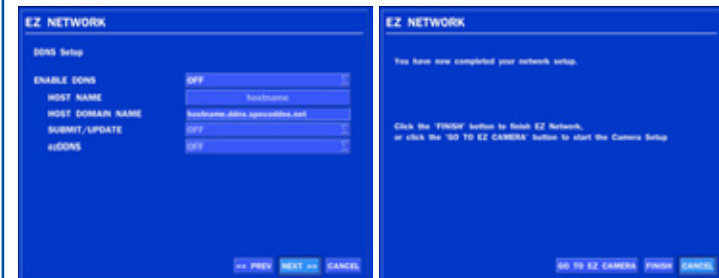 EZ NETWORK
DDNS Setup
ENABLE DDNS OFF
HOST NAME hostname
HOST DOMAIN NAME hostname.ddns.specoddns.net
SUBMIT/UPDATE OFF
ezDDNS OFF
<< PREV NEXT >> CANCEL
EZ NETWORK
You have now completed your network setup.
Click the 'FINISH' button to finish EZ Network,
or click the 'GO TO EZ CAMERA' button to start the Camera Setup
GO TO EZ CAMERA FINISH CANCEL